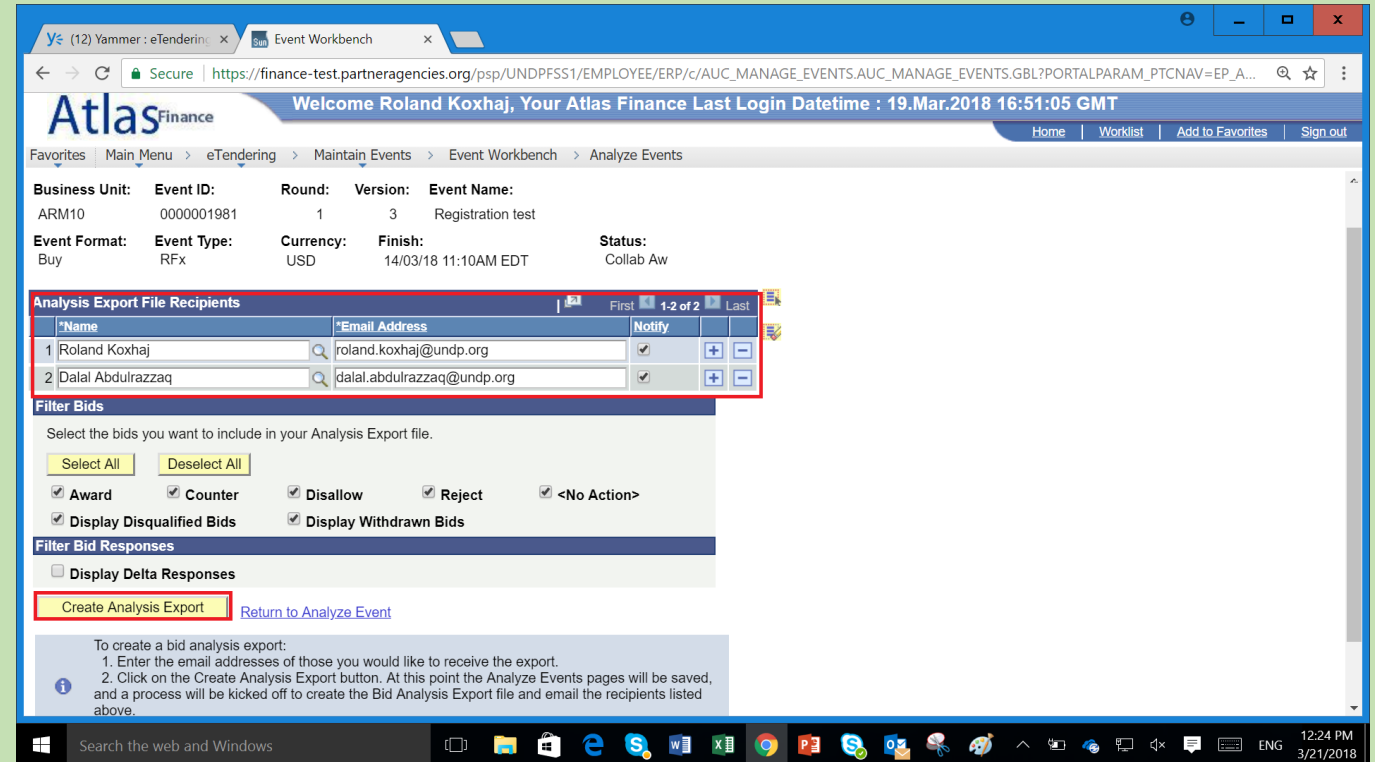 (12) Yammer : eTendering
Sun Event Workbench
Secure https://finance-test.partneragencies.org/psp/UNDPFSS1/EMPLOYEE/ERP/c/AUC_MANAGE_EVENTS.AUC_MANAGE_EVENTS.GBL?PORTALPARAM_PTCNAV=EP_A...
Atlas Finance
Welcome Roland Koxhaj, Your Atlas Finance Last Login Datetime : 19.Mar.2018 16:51:05 GMT
Home | Worklist | Add to Favorites | Sign out
Favorites Main Menu > eTendering > Maintain Events > Event Workbench > Analyze Events
Business Unit: Event ID: Round: Version: Event Name:
ARM10 0000001981 1 3 Registration test
Event Format: Event Type: Currency: Finish: Status:
Buy RFx USD 14/03/18 11:10AM EDT Collab Aw
Analysis Export File Recipients First 1-2 of 2 Last
*Name *Email Address Notify
1 Roland Koxhaj roland.koxhaj@undp.org
2 Dalal Abdulrazzaq dalal.abdulrazzaq@undp.org
Filter Bids
Select the bids you want to include in your Analysis Export file.
Select All Deselect All
Award Counter Disallow Reject <No Action>
Display Disqualified Bids Display Withdrawn Bids
Filter Bid Responses
Display Delta Responses
Create Analysis Export Return to Analyze Event
To create a bid analysis export:
1. Enter the email addresses of those you would like to receive the export.
2. Click on the Create Analysis Export button. At this point the Analyze Events pages will be saved,
and a process will be kicked off to create the Bid Analysis Export file and email the recipients listed
above.
Search the web and Windows
ENG
12:24 PM
3/21/2018